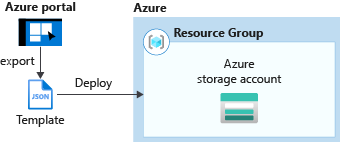 Azure portal
export
JSON
Template
Deploy
Azure
Resource Group
Azure
storage account